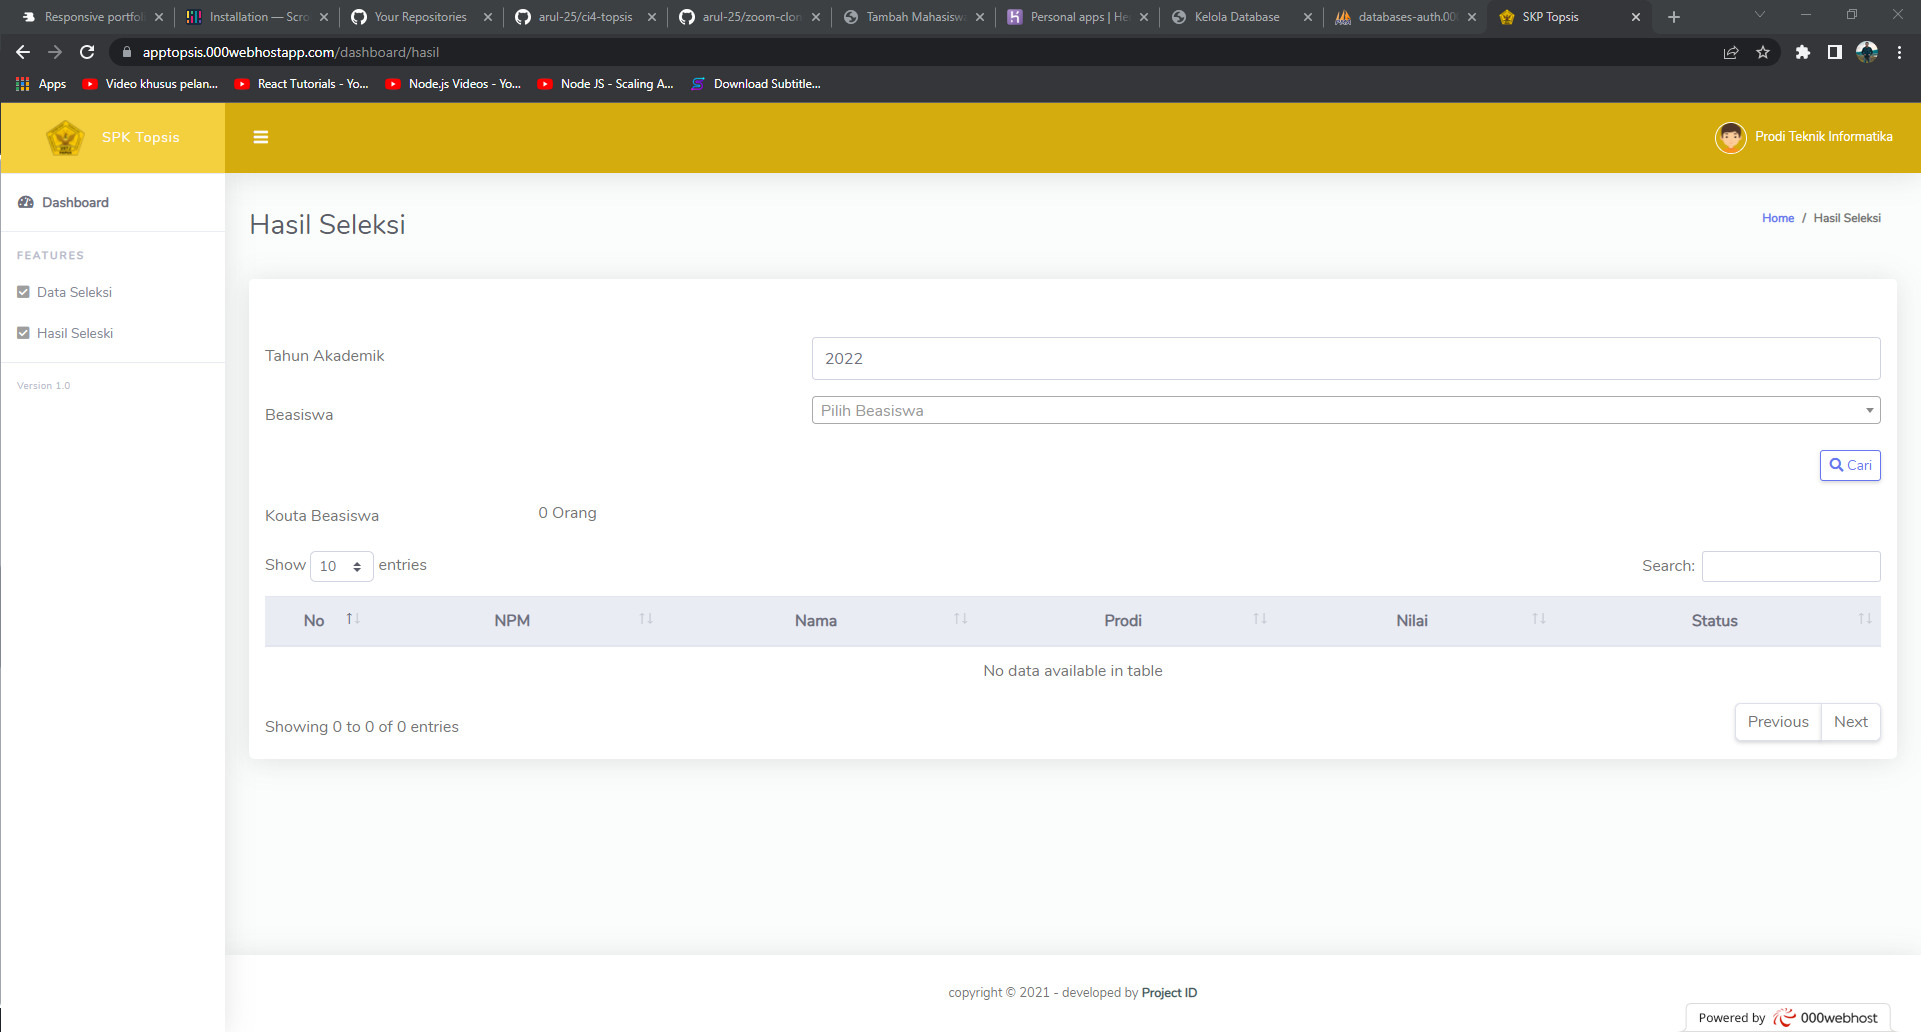 Responsive portfoli
Installation — Scro
Your Repositories
arul-25/ci4-topsis
arul-25/zoom-clon
Tambah Mahasisw
Personal apps | He
Kelola Database
databases-auth.00
SKP Topsis
apptopsis.000webhostapp.com/dashboard/hasil
Apps
Video khusus pelan...
React Tutorials - Yo...
Node.js Videos - Yo...
Node JS - Scaling A...
Download Subtitle...
SPK Topsis
Prodi Teknik Informatika
Dashboard
FEATURES
Data Seleksi
Hasil Seleski
Version 1.0
Hasil Seleksi
Home / Hasil Seleksi
Tahun Akademik
2022
Beasiswa
Pilih Beasiswa
Cari
Kouta Beasiswa
0 Orang
Show 10 entries
Search:
No NPM Nama Prodi Nilai Status
No data available in table
Showing 0 to 0 of 0 entries
Previous Next
copyright © 2021 - developed by Project ID
Powered by 000webhost